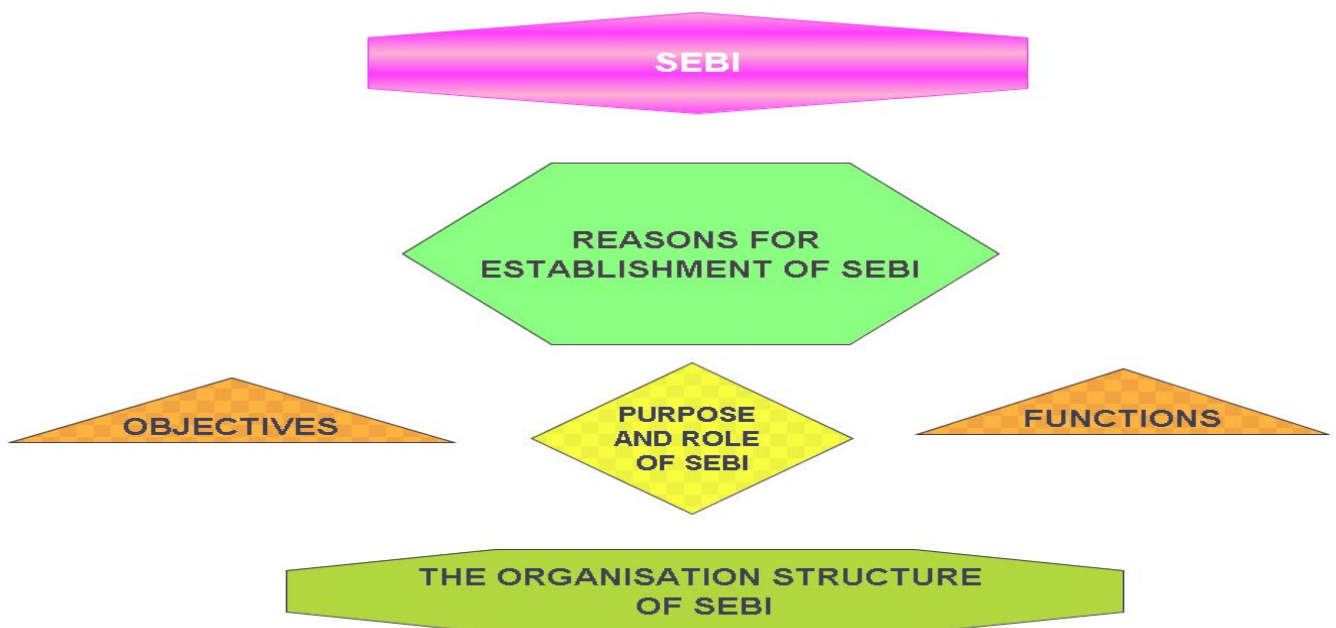 SEBI
REASONS FOR
ESTABLISHMENT OF SEBI
OBJECTIVES
PURPOSE
AND ROLE
OF SEBI
FUNCTIONS
THE ORGANISATION STRUCTURE
OF SEBI